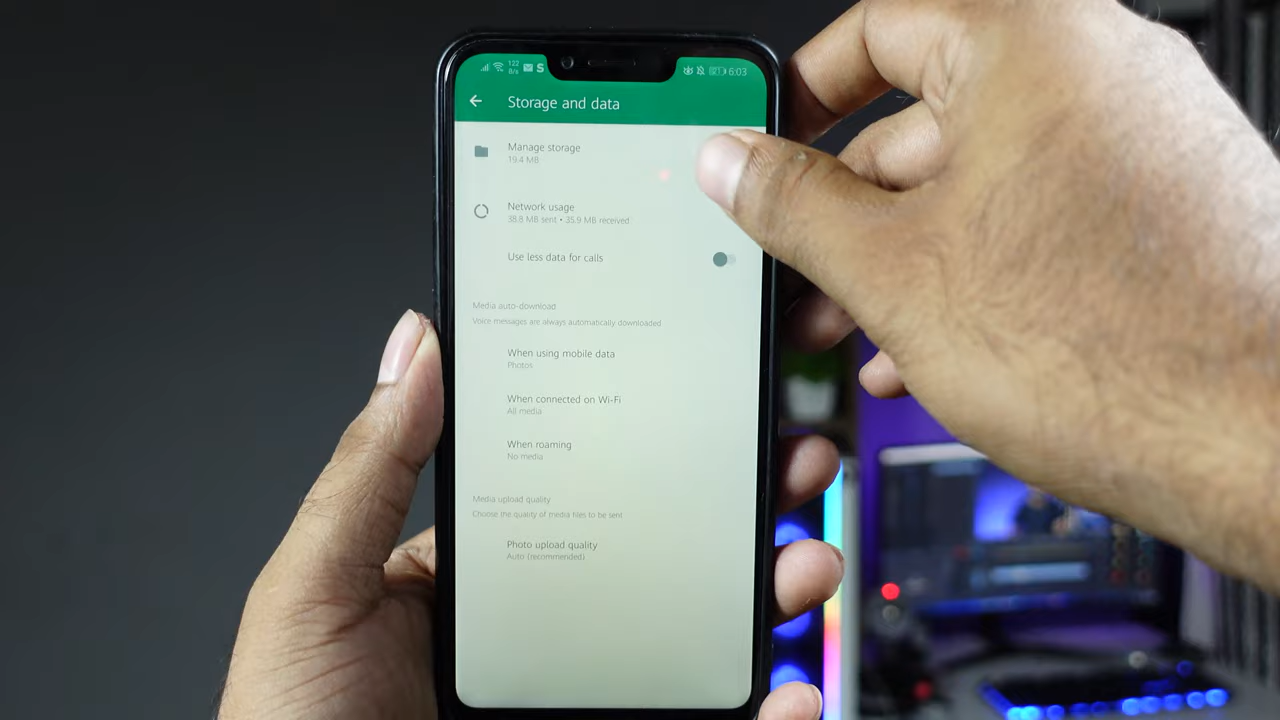 122
B/s
S
6:03
Storage and data
Manage storage
19.4 MB
Network usage
38.8 MB sent • 35.9 MB received
Use less data for calls
Media auto-download
Voice messages are always automatically downloaded
When using mobile data
Photos
When connected on Wi-Fi
All media
When roaming
No media
Media upload quality
Choose the quality of media files to be sent
Photo upload quality
Auto (recommended)